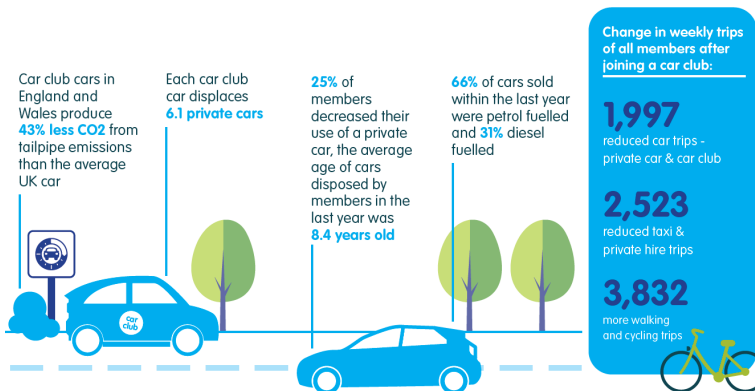 Car club cars in
England and
Wales produce
43% less CO2 from
tailpipe emissions
than the average
UK car
Each car club
car displaces
6.1 private cars
25% of
members
decreased their
use of a private
car, the average
age of cars
disposed by
members in the
last year was
8.4 years old
66% of cars sold
within the last year
were petrol fuelled
and 31% diesel
fuelled
Change in weekly trips
of all members after
joining a car club:
1,997
reduced car trips -
private car & car club
2,523
reduced taxi &
private hire trips
3,832
more walking
and cycling trips
car
club